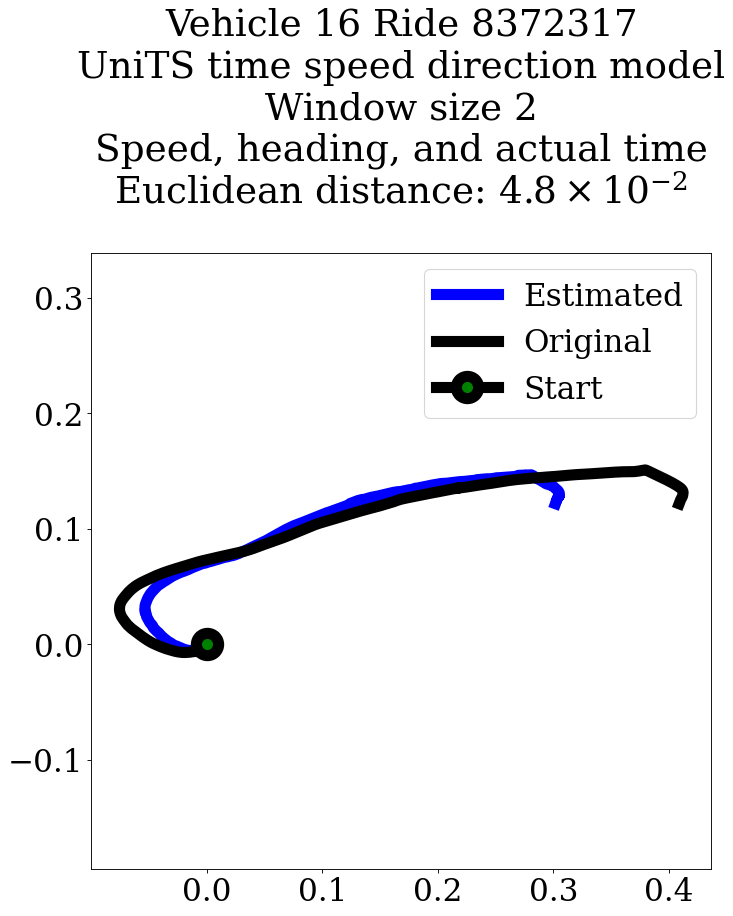 Vehicle 16 Ride 8372317
UniTS time speed direction model
Window size 2
Speed, heading, and actual time
Euclidean distance: 4.8 × 10⁻²
Estimated
Original
Start
0.3
0.2
0.1
0.0
−0.1
0.0 0.1 0.2 0.3 0.4